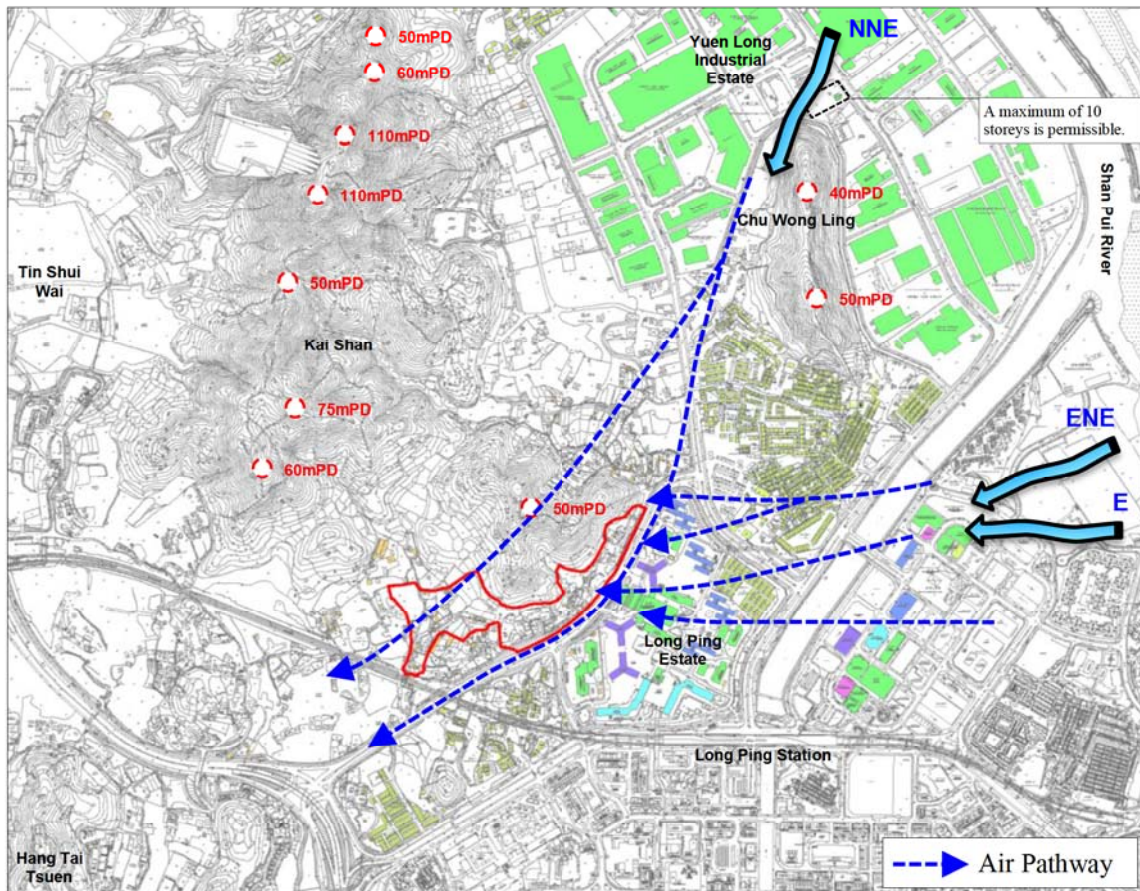 50mPD
60mPD
110mPD
110mPD
50mPD
75mPD
60mPD
50mPD
40mPD
50mPD
Yuen Long
Industrial
Estate
NNE
A maximum of 10
storeys is permissible.
Chu Wong Ling
Shan Pui River
Tin Shui
Wai
Kai Shan
ENE
E
Long Ping
Estate
Long Ping Station
Hang Tai
Tsuen
Air Pathway